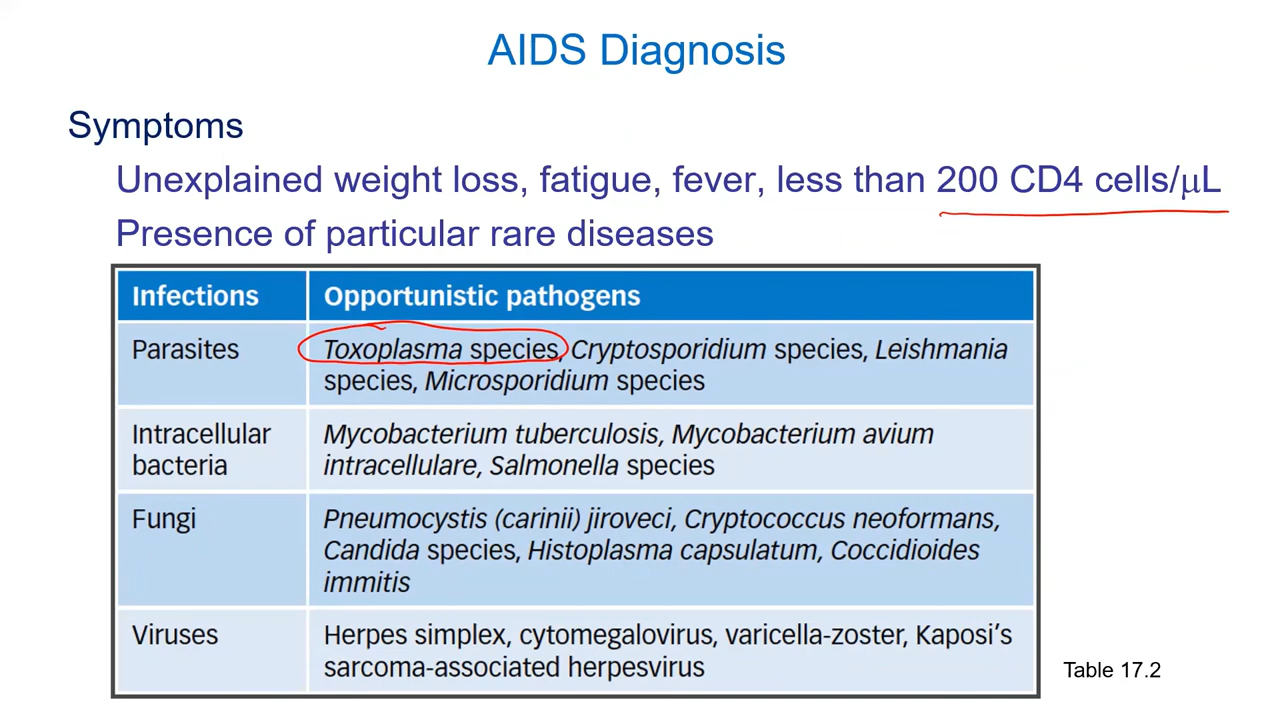 AIDS Diagnosis
Symptoms
Unexplained weight loss, fatigue, fever, less than 200 CD4 cells/µL
Presence of particular rare diseases
Infections
Opportunistic pathogens
Parasites
Toxoplasma species, Cryptosporidium species, Leishmania
species, Microsporidium species
Intracellular
bacteria
Mycobacterium tuberculosis, Mycobacterium avium
intracellulare, Salmonella species
Fungi
Pneumocystis (carinii) jiroveci, Cryptococcus neoformans,
Candida species, Histoplasma capsulatum, Coccidioides
immitis
Viruses
Herpes simplex, cytomegalovirus, varicella-zoster, Kaposi’s
sarcoma-associated herpesvirus
Table 17.2